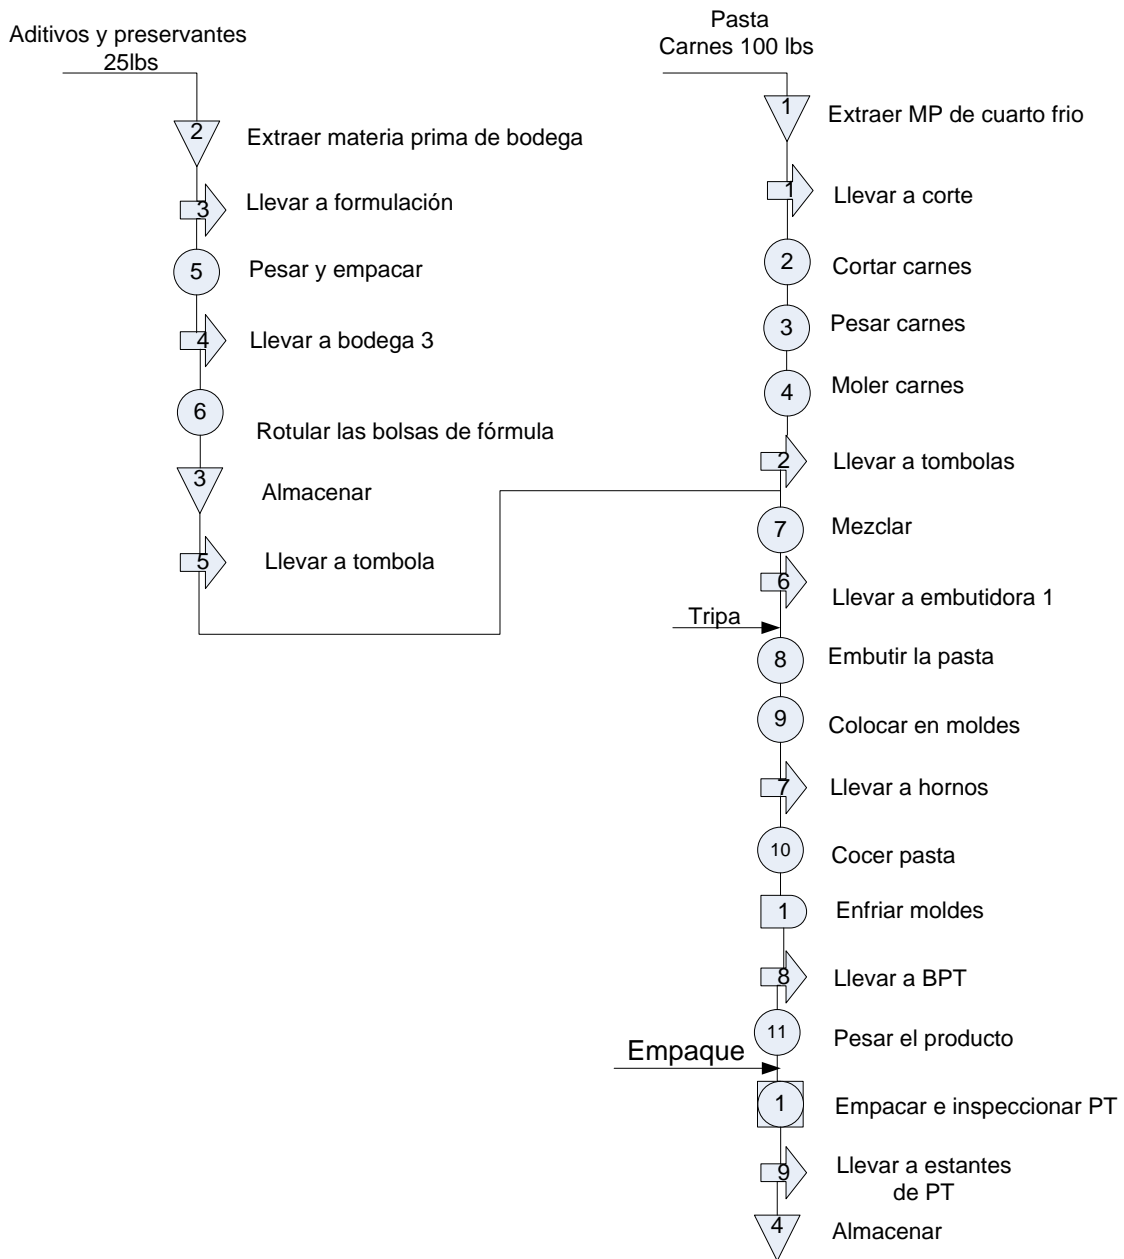 Aditivos y preservantes
25lbs
2
Extraer materia prima de bodega
3
Llevar a formulación
5
Pesar y empacar
4
Llevar a bodega 3
6
Rotular las bolsas de fórmula
3
Almacenar
5
Llevar a tombola
Pasta
Carnes 100 lbs
1
Extraer MP de cuarto frio
1
Llevar a corte
2
Cortar carnes
3
Pesar carnes
4
Moler carnes
2
Llevar a tombolas
7
Mezclar
6
Llevar a embutidora 1
Tripa
8
Embutir la pasta
9
Colocar en moldes
7
Llevar a hornos
10
Cocer pasta
1
Enfriar moldes
8
Llevar a BPT
11
Pesar el producto
Empaque
1
Empacar e inspeccionar PT
9
Llevar a estantes
de PT
4
Almacenar